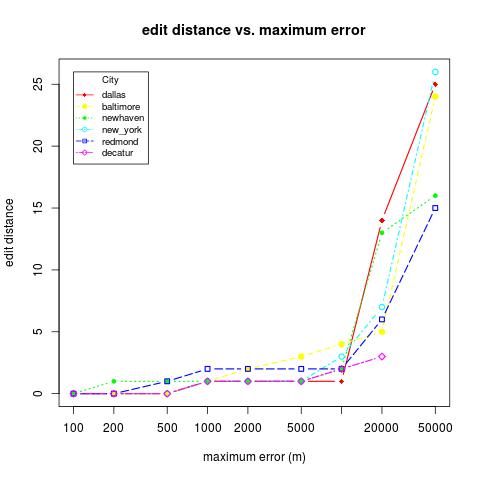 edit distance vs. maximum error
City
dallas
baltimore
newhaven
new_york
redmond
decatur
edit distance
25
20
15
10
5
0
100 200 500 1000 2000 5000 20000 50000
maximum error (m)